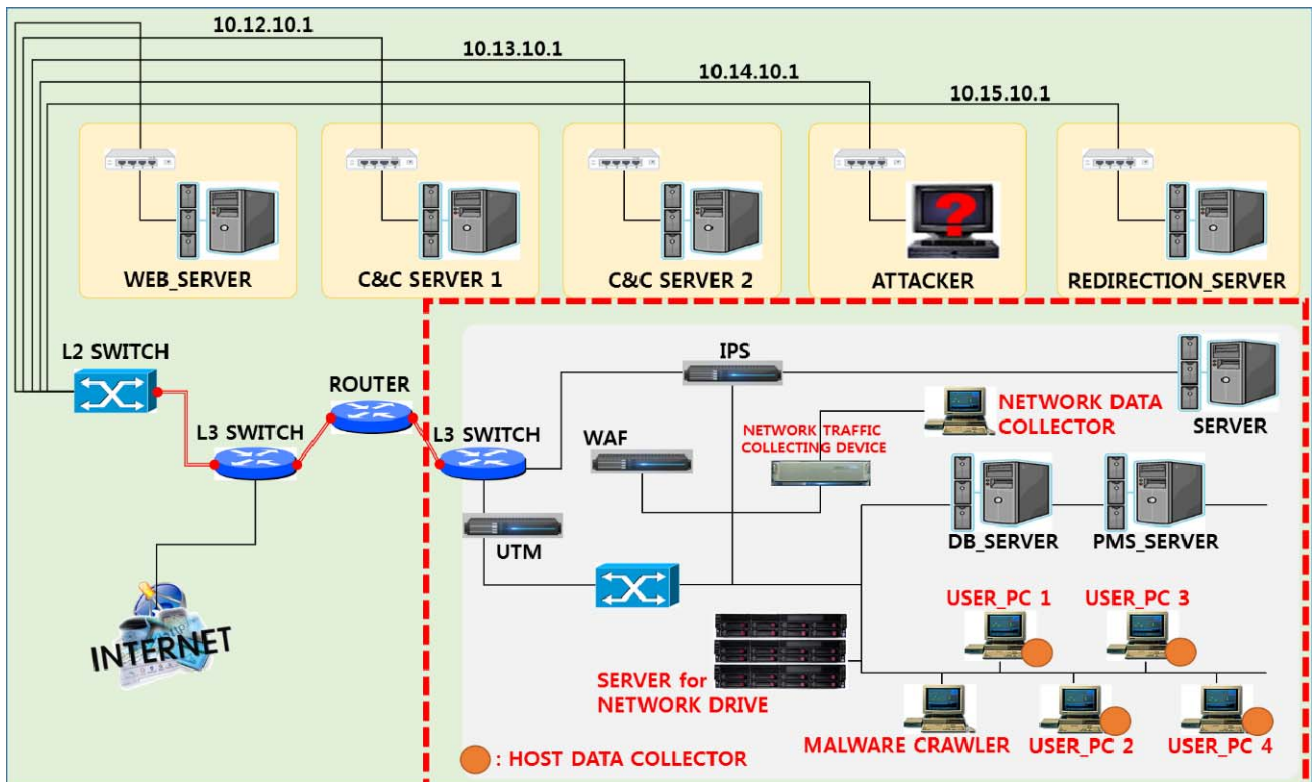 10.12.10.1
10.13.10.1
10.14.10.1
10.15.10.1
WEB_SERVER
C&C SERVER 1
C&C SERVER 2
ATTACKER
REDIRECTION_SERVER
?
L2 SWITCH
ROUTER
L3 SWITCH
L3 SWITCH
INTERNET
IPS
WAF
UTM
NETWORK TRAFFIC
COLLECTING DEVICE
NETWORK DATA
COLLECTOR
SERVER
DB_SERVER
PMS_SERVER
USER_PC 1
USER_PC 3
SERVER for
NETWORK DRIVE
MALWARE CRAWLER
USER_PC 2
USER_PC 4
: HOST DATA COLLECTOR